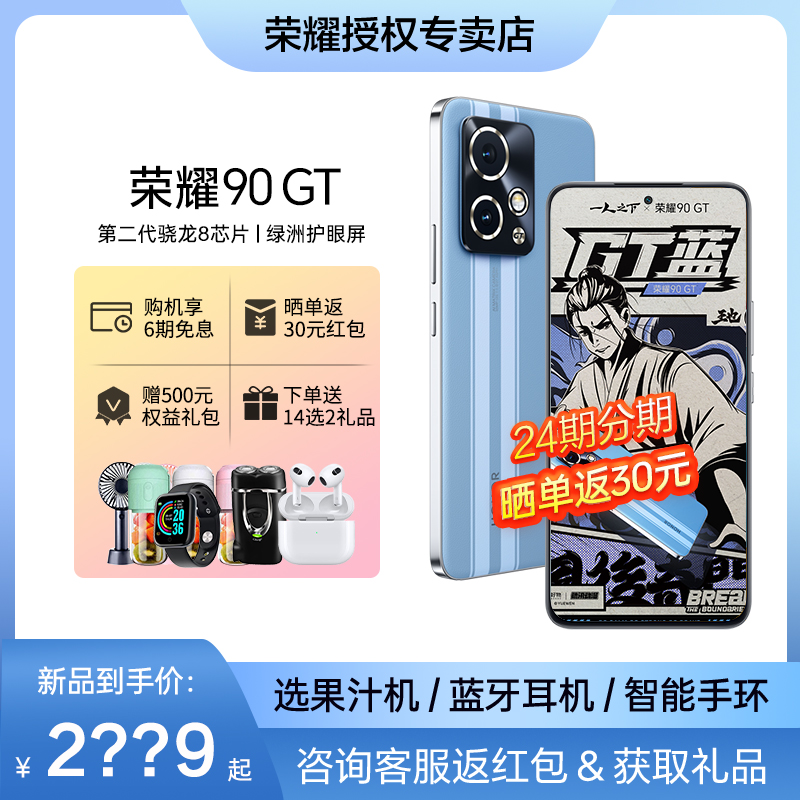 荣耀授权专卖店
荣耀90 GT
第二代骁龙8芯片 | 绿洲护眼屏
购机享
6期免息
晒单返
30元红包
赠500元
权益礼包
下单送
14选2礼品
20
36
一人之下 × 荣耀90 GT
GT蓝
荣耀90 GT
24期分期
晒单返30元
BREA
THE BOUNDARIE
新品到手价：
¥ 2??9 起
选果汁机 / 蓝牙耳机 / 智能手环
咨询客服返红包 & 获取礼品